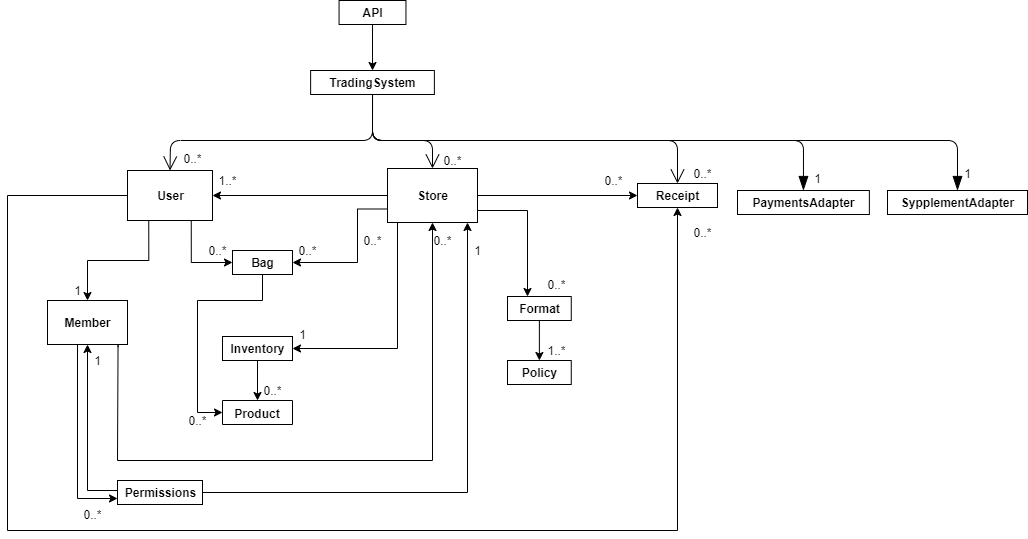 API
TradingSystem
0..*
0..*
0..*
1
1
User
1..*
Store
0..*
Receipt
PaymentsAdapter
SypplementAdapter
0..*
0..*
0..*
0..*
0..*
1
Bag
1
0..*
Member
Format
1
Inventory
1
1..*
Policy
0..*
Product
0..*
Permissions
0..*